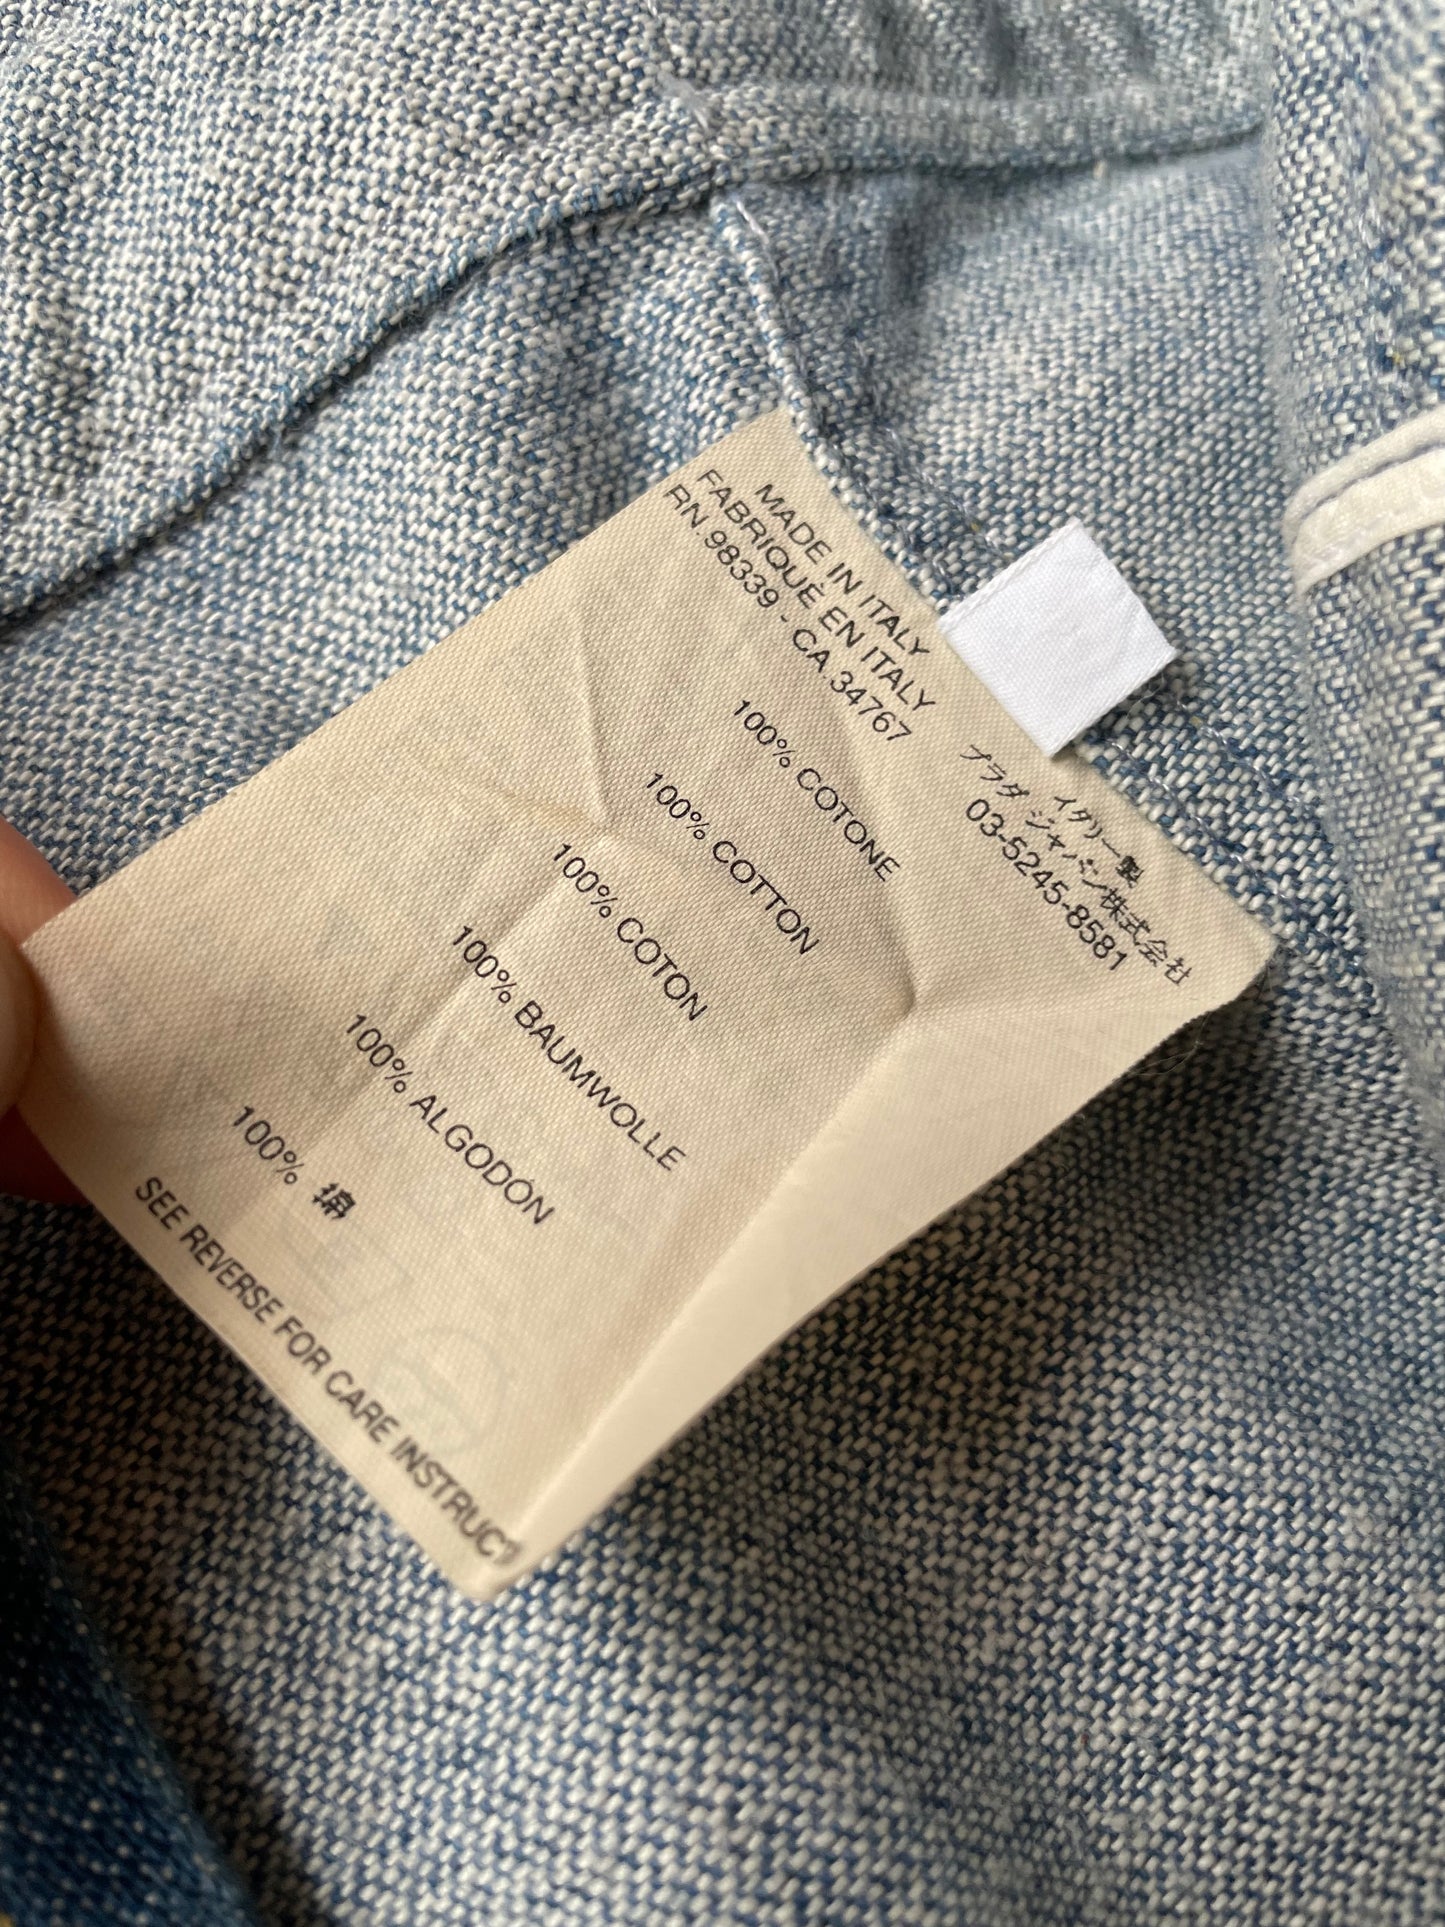 MADE IN ITALY
FABRIQUÉ EN ITALY
RN.98339 - CA.34767
イタリー製
プラダ ジャパン株式会社
03-5245-8581
100% COTONE
100% COTTON
100% COTON
100% BAUMWOLLE
100% ALGODÓN
100% 綿
SEE REVERSE FOR CARE INSTRUCT